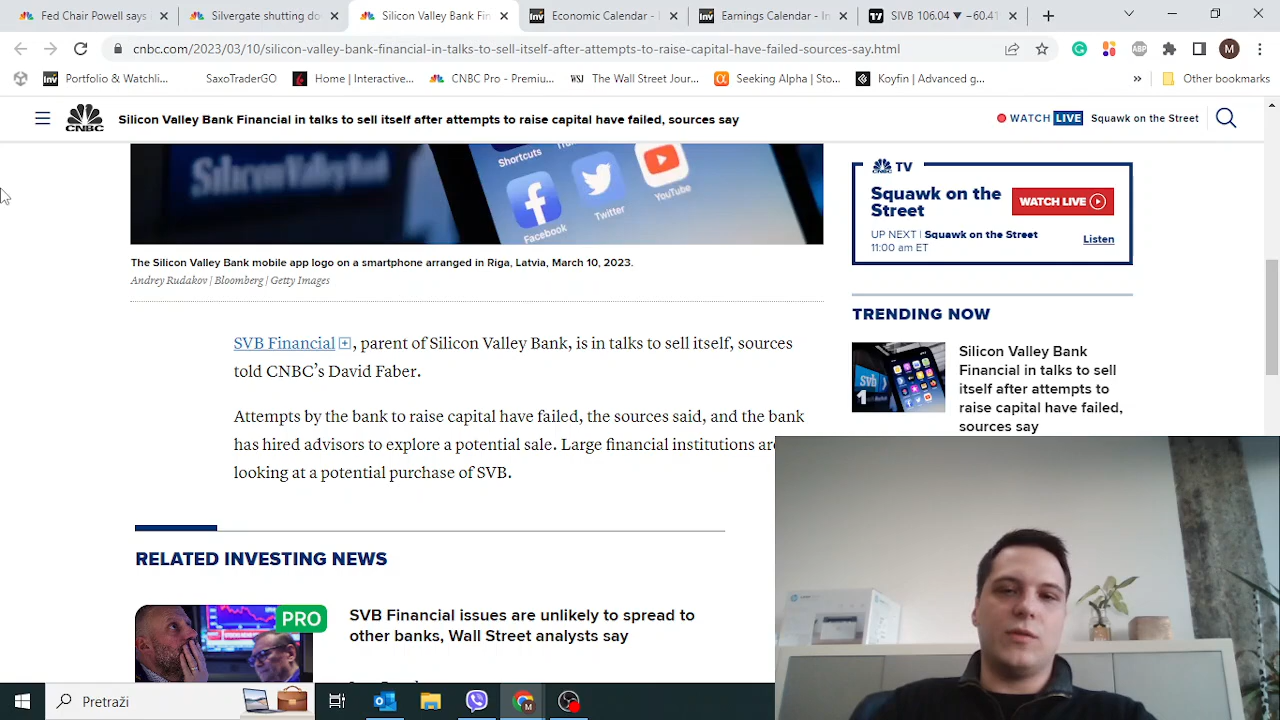 Fed Chair Powell says
Silvergate shutting do
Silicon Valley Bank Fin
Economic Calendar - I
Earnings Calendar - In
SIVB 106.04 ▼ −60.41
cnbc.com/2023/03/10/silicon-valley-bank-financial-in-talks-to-sell-itself-after-attempts-to-raise-capital-have-failed-sources-say.html
ABP
M
Inv
Portfolio & Watchli...
SaxoTraderGO
Home | Interactive...
CNBC Pro - Premiu...
WSJ
The Wall Street Jour...
Seeking Alpha | Sto...
Koyfin | Advanced g...
»
Other bookmarks
CNBC
Silicon Valley Bank Financial in talks to sell itself after attempts to raise capital have failed, sources say
WATCH LIVE Squawk on the Street
Silicon Valley Bank
Shortcuts
Facebook
Twitter
YouTube
The Silicon Valley Bank mobile app logo on a smartphone arranged in Riga, Latvia, March 10, 2023.
Andrey Rudakov | Bloomberg | Getty Images
SVB Financial, parent of Silicon Valley Bank, is in talks to sell itself, sources
told CNBC’s David Faber.
Attempts by the bank to raise capital have failed, the sources said, and the bank
has hired advisors to explore a potential sale. Large financial institutions are
looking at a potential purchase of SVB.
RELATED INVESTING NEWS
PRO
SVB Financial issues are unlikely to spread to
other banks, Wall Street analysts say
TV
Squawk on the
Street
WATCH LIVE
UP NEXT | Squawk on the Street
11:00 am ET
Listen
TRENDING NOW
svb
1
Silicon Valley Bank
Financial in talks to sell
itself after attempts to
raise capital have failed,
sources say
Pretraži